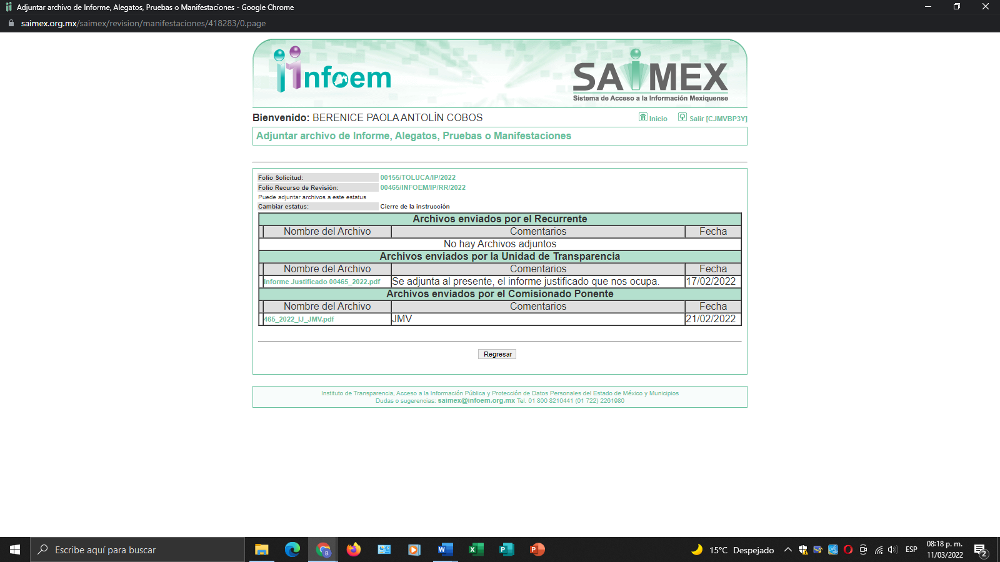 Adjuntar archivo de Informe, Alegatos, Pruebas o Manifestaciones - Google Chrome
saimex.org.mx/saimex/revision/manifestaciones/418283/0.page
infoem
SAIMEX
Sistema de Acceso a la Información Mexiquense
Bienvenido: BERENICE PAOLA ANTOLÍN COBOS Inicio Salir [CJMVBP3Y]
Adjuntar archivo de Informe, Alegatos, Pruebas o Manifestaciones
Folio Solicitud: 00155/TOLUCA/IP/2022
Folio Recurso de Revisión: 00465/INFOEM/IP/RR/2022
Puede adjuntar archivos a este estatus
Cambiar estatus: Cierre de la instrucción
Archivos enviados por el Recurrente
Nombre del Archivo Comentarios Fecha
No hay Archivos adjuntos
Archivos enviados por la Unidad de Transparencia
Nombre del Archivo Comentarios Fecha
Informe Justificado 00465_2022.pdf Se adjunta al presente, el informe justificado que nos ocupa. 17/02/2022
Archivos enviados por el Comisionado Ponente
Nombre del Archivo Comentarios Fecha
465_2022_IJ_JMV.pdf JMV 21/02/2022
Regresar
Instituto de Transparencia, Acceso a la Información Pública y Protección de Datos Personales del Estado de México y Municipios
Dudas o sugerencias: saimex@infoem.org.mx Tel. 01 800 8210441 (01 722) 2261980
Escribe aquí para buscar
15°C Despejado
ESP
08:18 p. m.
11/03/2022
2